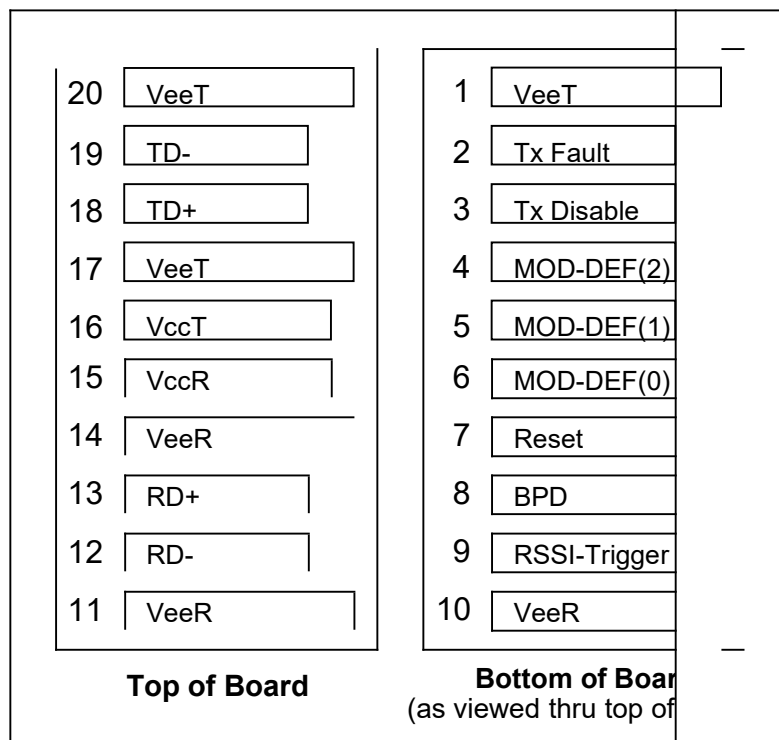 20 VeeT
19 TD-
18 TD+
17 VeeT
16 VccT
15 VccR
14 VeeR
13 RD+
12 RD-
11 VeeR
Top of Board
1 VeeT
2 Tx Fault
3 Tx Disable
4 MOD-DEF(2)
5 MOD-DEF(1)
6 MOD-DEF(0)
7 Reset
8 BPD
9 RSSI-Trigger
10 VeeR
Bottom of Boar
(as viewed thru top of